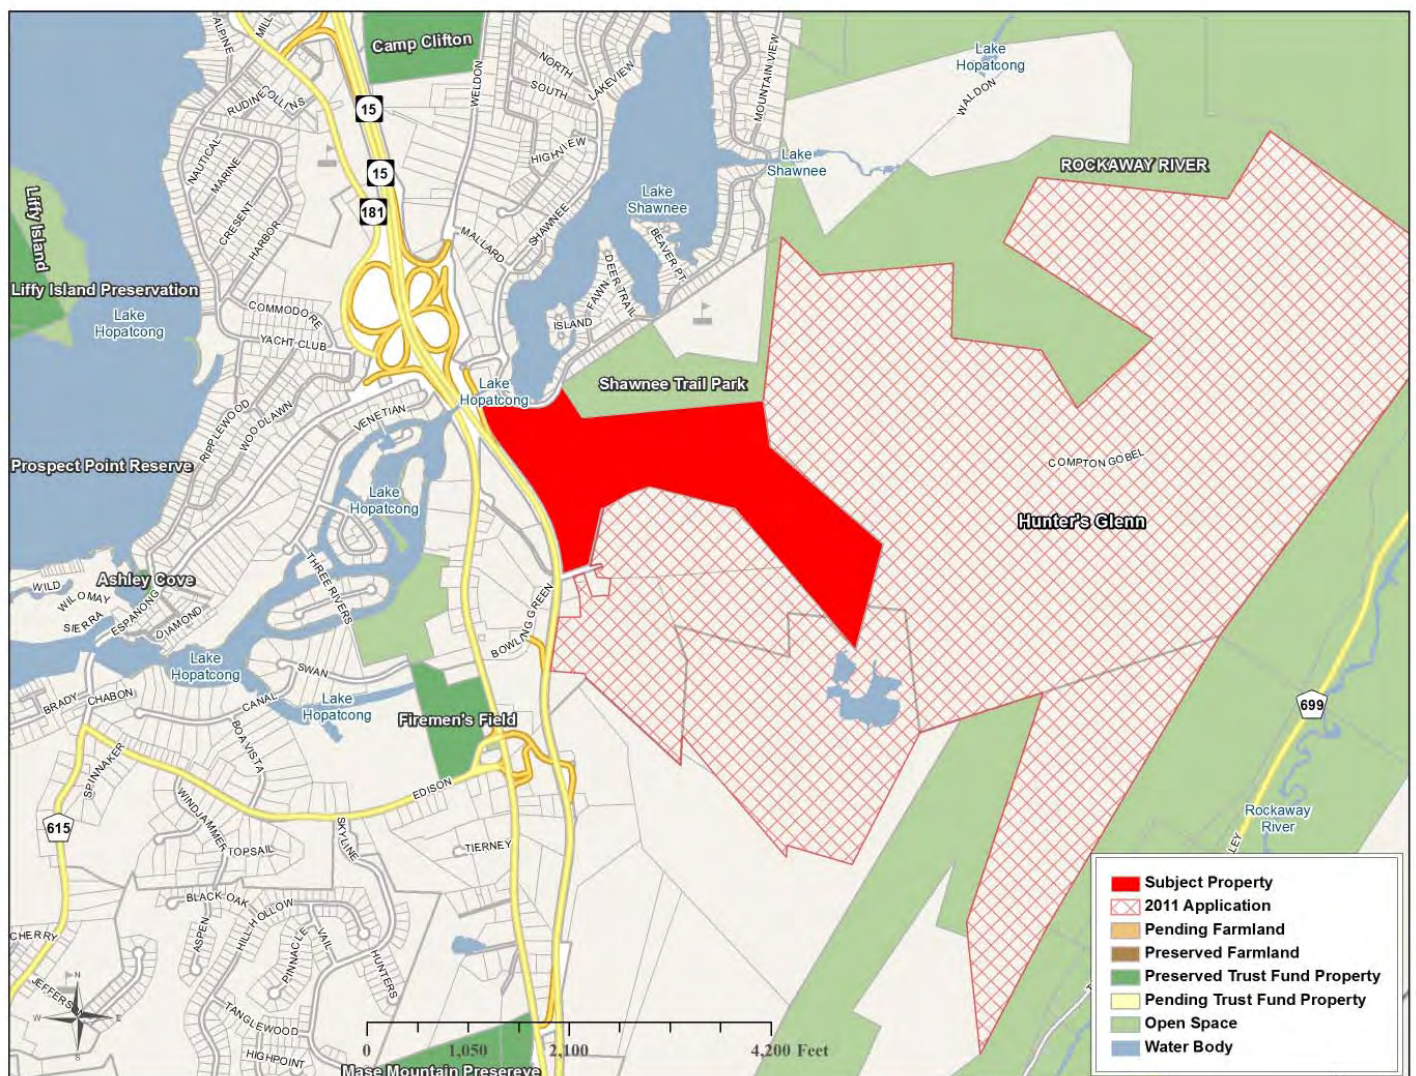 Camp Clifton
ALPINE
MILL
RUDINE
COLLINS
15
WELDON
NORTH
SOUTH
LAKEVIEW
MOUNTAIN VIEW
Lake
Hopatcong
WALDON
NAUTICAL
MARINE
HIGHVIEW
15
181
Lake
Shawnee
ROCKAWAY RIVER
Liffy Island
CRESENT
HARBOR
MALLARD
SHAWNEE
Lake
Shawnee
BEAVER PT
DEER TRAIL
FAWN
ISLAND
Liffy Island Preservation
Lake
Hopatcong
COMMODORE
YACHT CLUB
Lake
Hopatcong
Shawnee Trail Park
RIPPLEWOOD
WOODLAWN
VENETIAN
Prospect Point Reserve
COMPTON GOBEL
Lake
Hopatcong
Hunter's Glenn
THREE RIVERS
Ashley Cove
WILD
WILOMAY
SIERRA
ESPANONG
DIAMOND
BOWLING GREEN
Lake
Hopatcong
SWAN
Lake
Hopatcong
BRADY
CHABON
CANAL
Firemen's Field
699
BOA VISTA
SPINNAKER
EDISON
Rockaway
River
615
WINDJAMMER
TOPSAIL
SKYLINE
TIERNEY
LEY
BLACK OAK
HILL HOLLOW
ASPEN
PINNACLE
VAIL
HUNTERS
CHERRY
JEFFERSON
TANGLEWOOD
HIGHPOINT
N
W
E
S
0 1,050 2,100 4,200 Feet
Mase Mountain Presereve
Subject Property
2011 Application
Pending Farmland
Preserved Farmland
Preserved Trust Fund Property
Pending Trust Fund Property
Open Space
Water Body